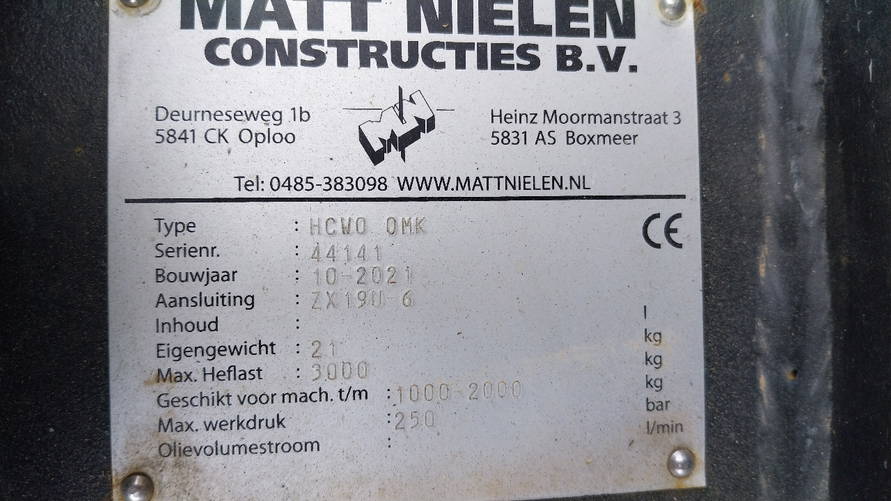 MATT NIELEN
CONSTRUCTIES B.V.
Deurneseweg 1b
5841 CK Oploo
Heinz Moormanstraat 3
5831 AS Boxmeer
Tel: 0485-383098 WWW.MATTNIELEN.NL
Type : HCWO OMK
Serienr. : 44141
Bouwjaar : 10-2021
Aansluiting : ZX19U-6
Inhoud : l
Eigengewicht : 21 kg
Max. Heflast : 3000 kg
Geschikt voor mach. t/m : 1000-2000 kg
Max. werkdruk : 250 bar
Olievolumestroom : l/min
CE